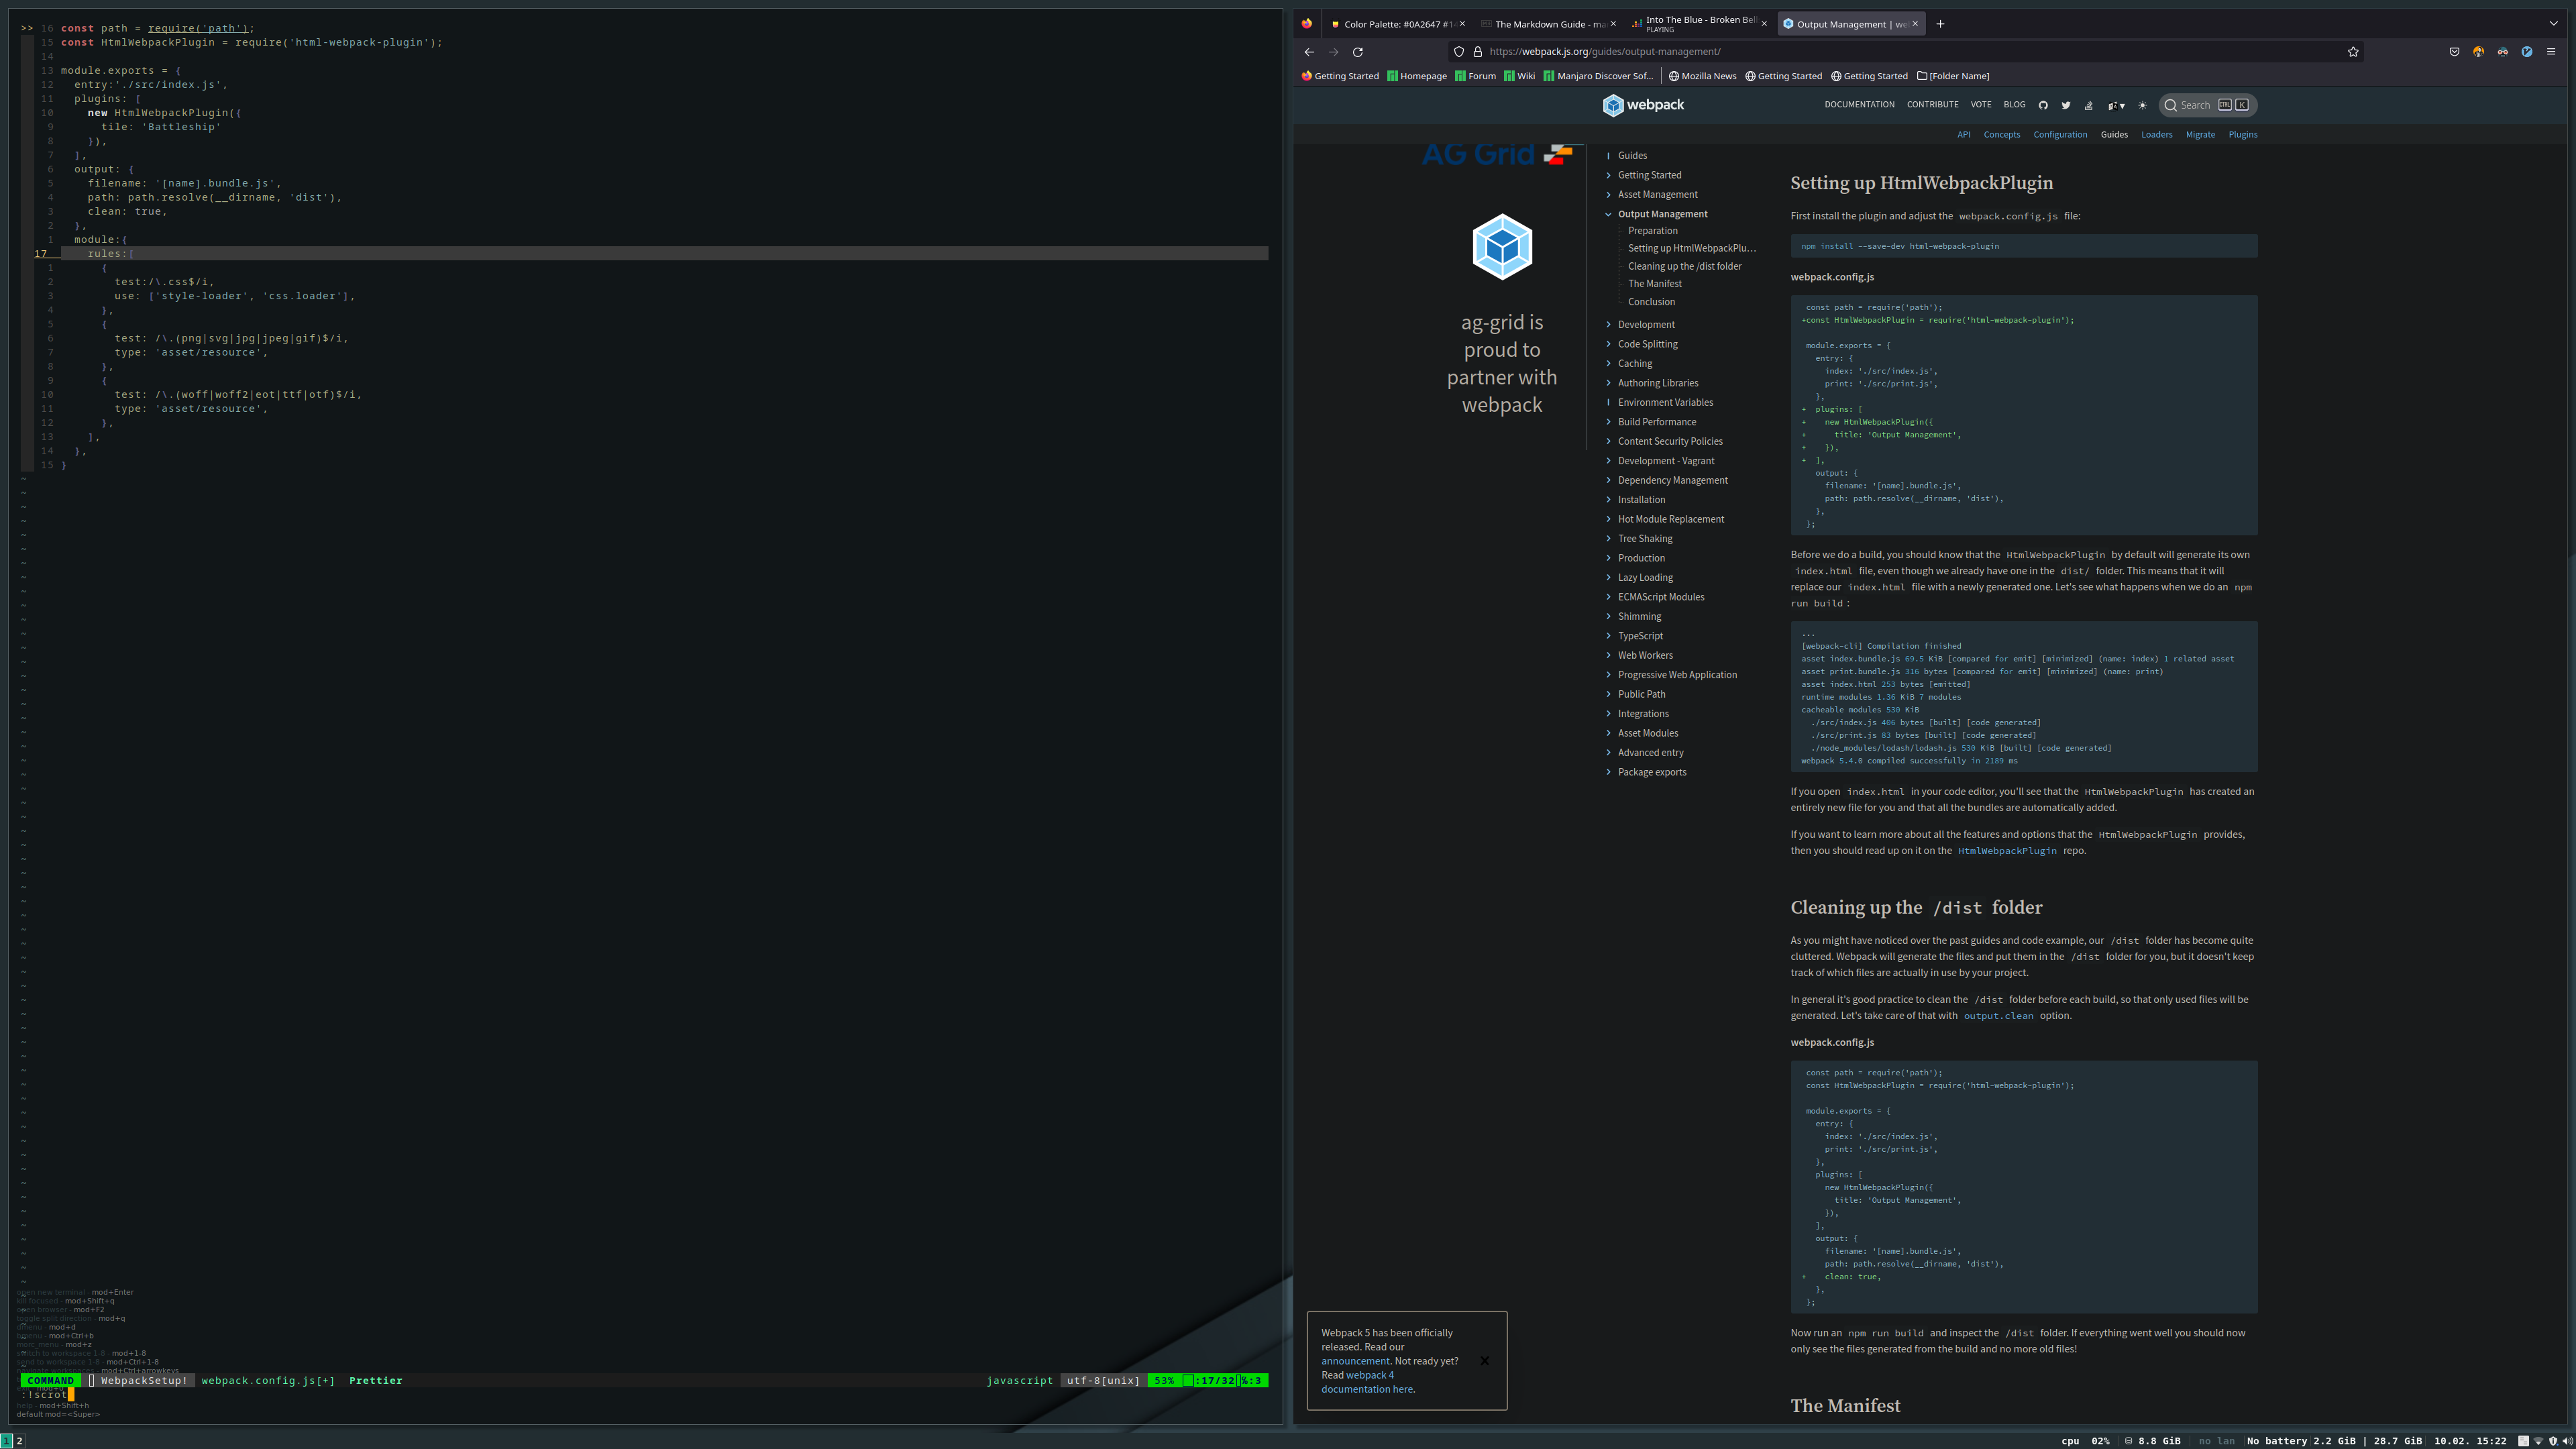 >> 16 const path = require('path');
15 const HtmlWebpackPlugin = require('html-webpack-plugin');
14
13 module.exports = {
12 entry:'./src/index.js',
11 plugins: [
10 new HtmlWebpackPlugin({
9 tile: 'Battleship'
8 }),
7 ],
6 output: {
5 filename: '[name].bundle.js',
4 path: path.resolve(__dirname, 'dist'),
3 clean: true,
2 },
1 module:{
17 rules:[
1 {
2 test:/\.css$/i,
3 use: ['style-loader', 'css.loader'],
4 },
5 {
6 test: /\.(png|svg|jpg|jpeg|gif)$/i,
7 type: 'asset/resource',
8 },
9 {
10 test: /\.(woff|woff2|eot|ttf|otf)$/i,
11 type: 'asset/resource',
12 },
13 ],
14 },
15 }
open new terminal - mod+Enter
kill focused - mod+Shift+q
open browser - mod+F2
toggle split direction - mod+q
dmenu - mod+d
bmenu - mod+Ctrl+b
morc_menu - mod+z
switch to workspace 1-8 - mod+1-8
send to workspace 1-8 - mod+Ctrl+1-8
navigate workspaces - mod+Ctrl+arrowkeys
COMMAND WebpackSetup! webpack.config.js[+] Prettier javascript utf-8[unix] 53% :17/32 %:3
:!scrot
help - mod+Shift+h
default mod=<Super>
Color Palette: #0A2647 #14
The Markdown Guide - ma
Into The Blue - Broken Bell
PLAYING
Output Management | we
https://webpack.js.org/guides/output-management/
Getting Started Homepage Forum Wiki Manjaro Discover Sof... Mozilla News Getting Started Getting Started [Folder Name]
webpack
DOCUMENTATION CONTRIBUTE VOTE BLOG Search CTRL K
API Concepts Configuration Guides Loaders Migrate Plugins
AG Grid
ag-grid is
proud to
partner with
webpack
Guides
Getting Started
Asset Management
Output Management
Preparation
Setting up HtmlWebpackPlu...
Cleaning up the /dist folder
The Manifest
Conclusion
Development
Code Splitting
Caching
Authoring Libraries
Environment Variables
Build Performance
Content Security Policies
Development - Vagrant
Dependency Management
Installation
Hot Module Replacement
Tree Shaking
Production
Lazy Loading
ECMAScript Modules
Shimming
TypeScript
Web Workers
Progressive Web Application
Public Path
Integrations
Asset Modules
Advanced entry
Package exports
Setting up HtmlWebpackPlugin
First install the plugin and adjust the webpack.config.js file:
npm install --save-dev html-webpack-plugin
webpack.config.js
const path = require('path');
+const HtmlWebpackPlugin = require('html-webpack-plugin');
module.exports = {
entry: {
index: './src/index.js',
print: './src/print.js',
},
+ plugins: [
+ new HtmlWebpackPlugin({
+ title: 'Output Management',
+ }),
+ ],
output: {
filename: '[name].bundle.js',
path: path.resolve(__dirname, 'dist'),
},
};
Before we do a build, you should know that the HtmlWebpackPlugin by default will generate its own
index.html file, even though we already have one in the dist/ folder. This means that it will
replace our index.html file with a newly generated one. Let's see what happens when we do an npm
run build :
...
[webpack-cli] Compilation finished
asset index.bundle.js 69.5 KiB [compared for emit] [minimized] (name: index) 1 related asset
asset print.bundle.js 316 bytes [compared for emit] [minimized] (name: print)
asset index.html 253 bytes [emitted]
runtime modules 1.36 KiB 7 modules
cacheable modules 530 KiB
./src/index.js 406 bytes [built] [code generated]
./src/print.js 83 bytes [built] [code generated]
./node_modules/lodash/lodash.js 530 KiB [built] [code generated]
webpack 5.4.0 compiled successfully in 2189 ms
If you open index.html in your code editor, you'll see that the HtmlWebpackPlugin has created an
entirely new file for you and that all the bundles are automatically added.
If you want to learn more about all the features and options that the HtmlWebpackPlugin provides,
then you should read up on it on the HtmlWebpackPlugin repo.
Cleaning up the /dist folder
As you might have noticed over the past guides and code example, our /dist folder has become quite
cluttered. Webpack will generate the files and put them in the /dist folder for you, but it doesn't keep
track of which files are actually in use by your project.
In general it's good practice to clean the /dist folder before each build, so that only used files will be
generated. Let's take care of that with output.clean option.
webpack.config.js
const path = require('path');
const HtmlWebpackPlugin = require('html-webpack-plugin');
module.exports = {
entry: {
index: './src/index.js',
print: './src/print.js',
},
plugins: [
new HtmlWebpackPlugin({
title: 'Output Management',
}),
],
output: {
filename: '[name].bundle.js',
path: path.resolve(__dirname, 'dist'),
+ clean: true,
},
};
Now run an npm run build and inspect the /dist folder. If everything went well you should now
only see the files generated from the build and no more old files!
The Manifest
Webpack 5 has been officially
released. Read our
announcement. Not ready yet?
Read webpack 4
documentation here.
1 2
cpu 02% 8.8 GiB no lan No battery 2.2 GiB | 28.7 GiB 10.02. 15:22